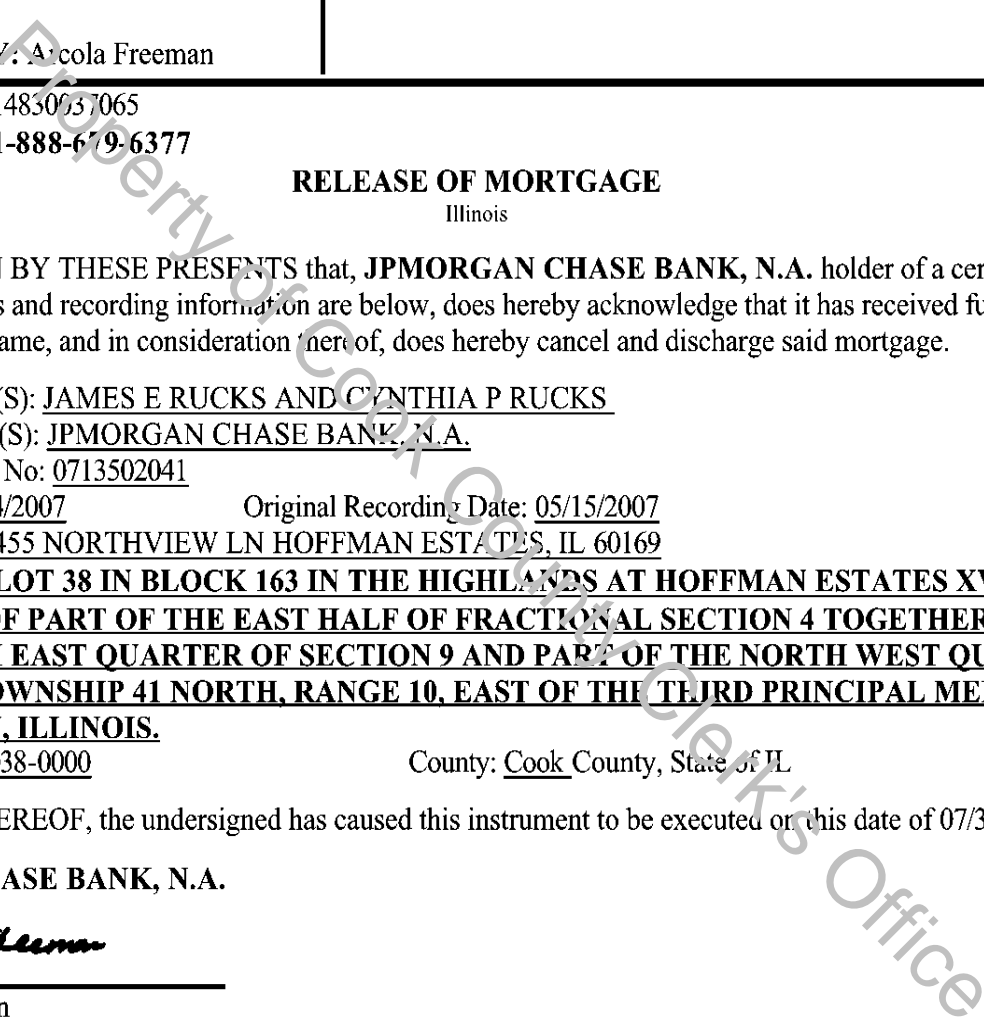 Y: Arcola Freeman
4830037065
1-888-679-6377
RELEASE OF MORTGAGE
Illinois
BY THESE PRESENTS that, JPMORGAN CHASE BANK, N.A. holder of a cer
s and recording information are below, does hereby acknowledge that it has received fu
ame, and in consideration thereof, does hereby cancel and discharge said mortgage.
(S): JAMES E RUCKS AND CYNTHIA P RUCKS
(S): JPMORGAN CHASE BANK, N.A.
No: 0713502041
4/2007 Original Recording Date: 05/15/2007
455 NORTHVIEW LN HOFFMAN ESTATES, IL 60169
LOT 38 IN BLOCK 163 IN THE HIGHLANDS AT HOFFMAN ESTATES XV
OF PART OF THE EAST HALF OF FRACTIONAL SECTION 4 TOGETHER
EAST QUARTER OF SECTION 9 AND PART OF THE NORTH WEST QU
OWNSHIP 41 NORTH, RANGE 10, EAST OF THE THIRD PRINCIPAL ME
, ILLINOIS.
38-0000 County: Cook County, State of IL
EREOF, the undersigned has caused this instrument to be executed on this date of 07/3
ASE BANK, N.A.
reeman
n
Property of Cook County Clerk's Office